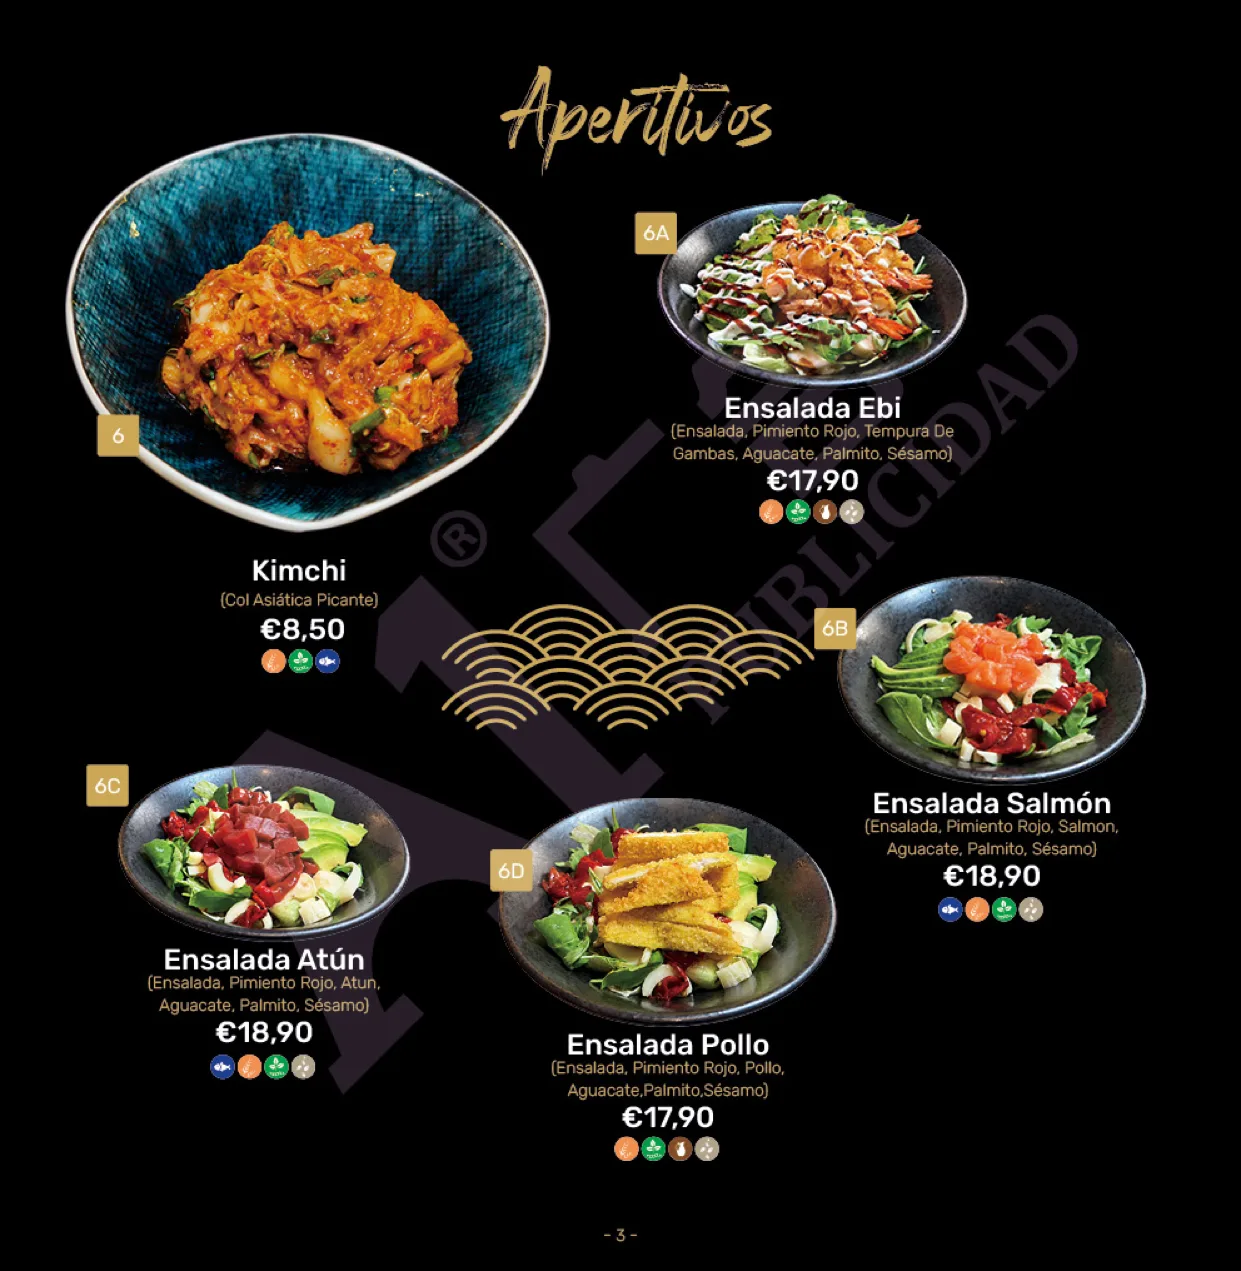 Aperitivos
6
Kimchi
(Col Asiática Picante)
€8,50
6A
Ensalada Ebi
(Ensalada, Pimiento Rojo, Tempura De
Gambas, Aguacate, Palmito, Sésamo)
€17,90
6B
Ensalada Salmón
(Ensalada, Pimiento Rojo, Salmon,
Aguacate, Palmito, Sésamo)
€18,90
6C
Ensalada Atún
(Ensalada, Pimiento Rojo, Atun,
Aguacate, Palmito, Sésamo)
€18,90
6D
Ensalada Pollo
(Ensalada, Pimiento Rojo, Pollo,
Aguacate,Palmito,Sésamo)
€17,90
®
PUBLICIDAD
- 3 -